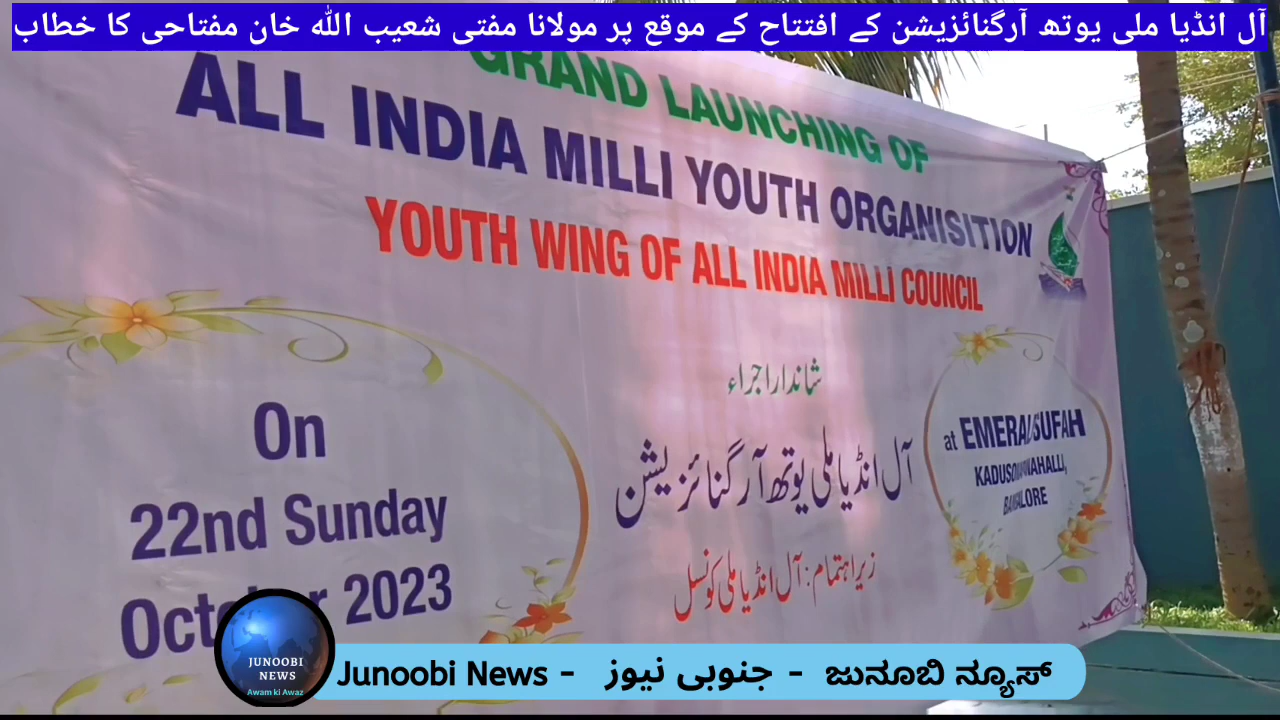 آل انڈیا ملی یوتھ آرگنائزیشن کے افتتاح کے موقع پر مولانا مفتی شعیب اللہ خان مفتاحی کا خطاب
GRAND LAUNCHING OF
ALL INDIA MILLI YOUTH ORGANISITION
YOUTH WING OF ALL INDIA MILLI COUNCIL
On
22nd Sunday
October 2023
شاندار اجراء
آل انڈیا ملی یوتھ آرگنائزیشن
زیر اہتمام: آل انڈیا ملی کونسل
at EMERALSUFAH
BANGALORE
JUNOOBI
NEWS
Awam ki Awaz
Junoobi News - جنوبی نیوز - ಜುನೂಬಿ ನ್ಯೂಸ್